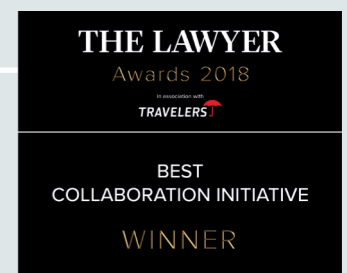 THE LAWYER
Awards 2018
In association with
TRAVELERS
BEST
COLLABORATION INITIATIVE
WINNER